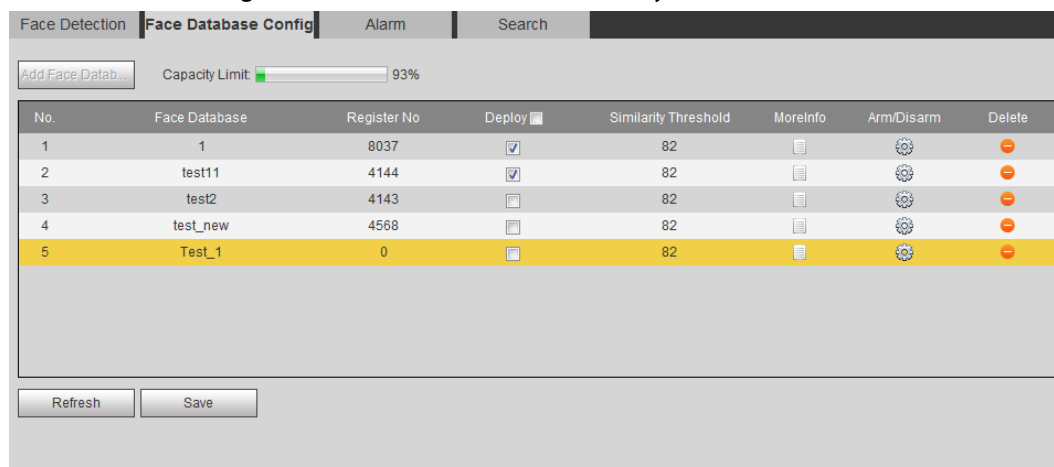 Face Detection Face Database Config Alarm Search
Add Face Datab... Capacity Limit: 93%
No. Face Database Register No Deploy Similarity Threshold MoreInfo Arm/Disarm Delete
1 1 8037 82
2 test11 4144 82
3 test2 4143 82
4 test_new 4568 82
5 Test_1 0 82
Refresh Save